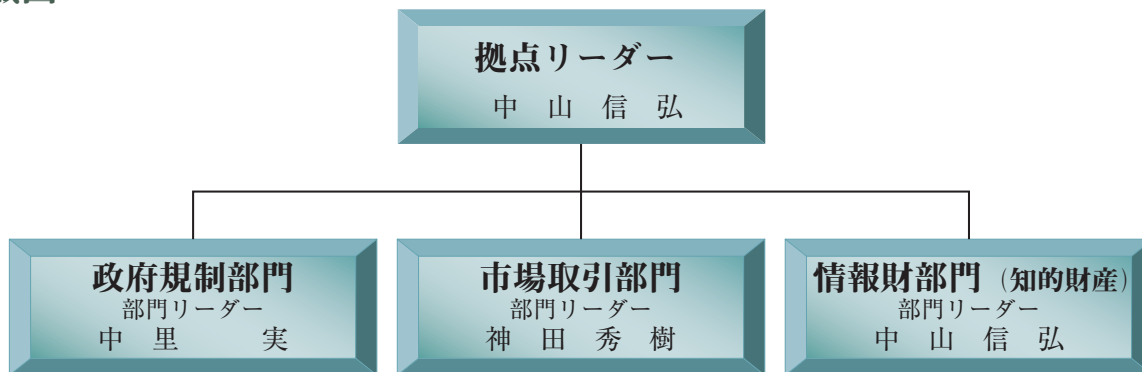 拠点リーダー
中 山 信 弘
政府規制部門
部門リーダー
中 里 実
市場取引部門
部門リーダー
神 田 秀 樹
情報財部門（知的財産）
部門リーダー
中 山 信 弘